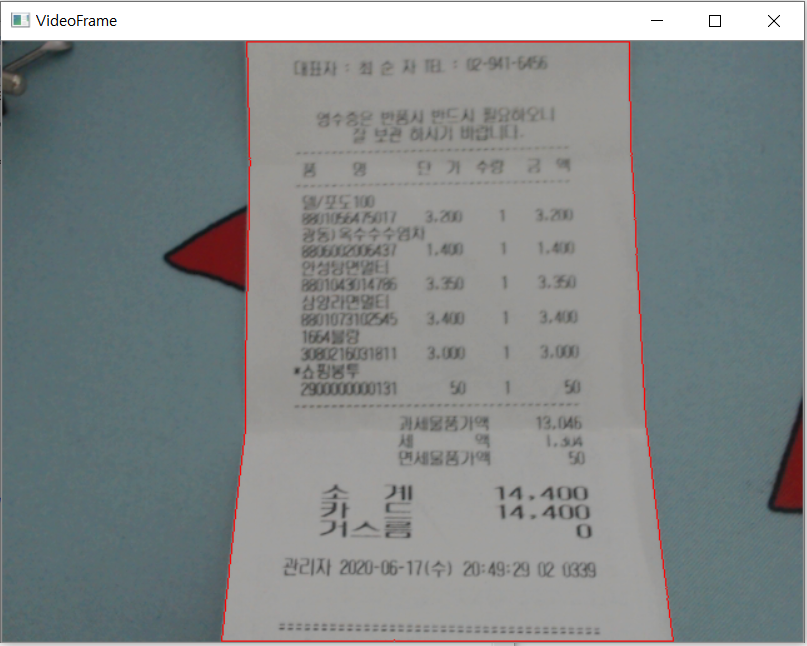 VideoFrame
대표자 : 최 순 자 TEL. : 02-941-6456
영수증은 반품시 반드시 필요하오니
잘 보관 하시기 바랍니다.
품 명 단 가 수량 금 액
델/포도100
8801056475017 3,200 1 3,200
광동)옥수수수염차
8806002006437 1,400 1 1,400
안성탕면멀티
8801043014786 3,350 1 3,350
삼양라면멀티
8801073102545 3,400 1 3,400
1664블랑
3080216031811 3,000 1 3,000
*쇼핑봉투
2900000000131 50 1 50
과세물품가액 13,046
세 액 1,304
면세물품가액 50
소 계 14,400
카 드 14,400
거스름 0
관리자 2020-06-17(수) 20:49:29 02 0339